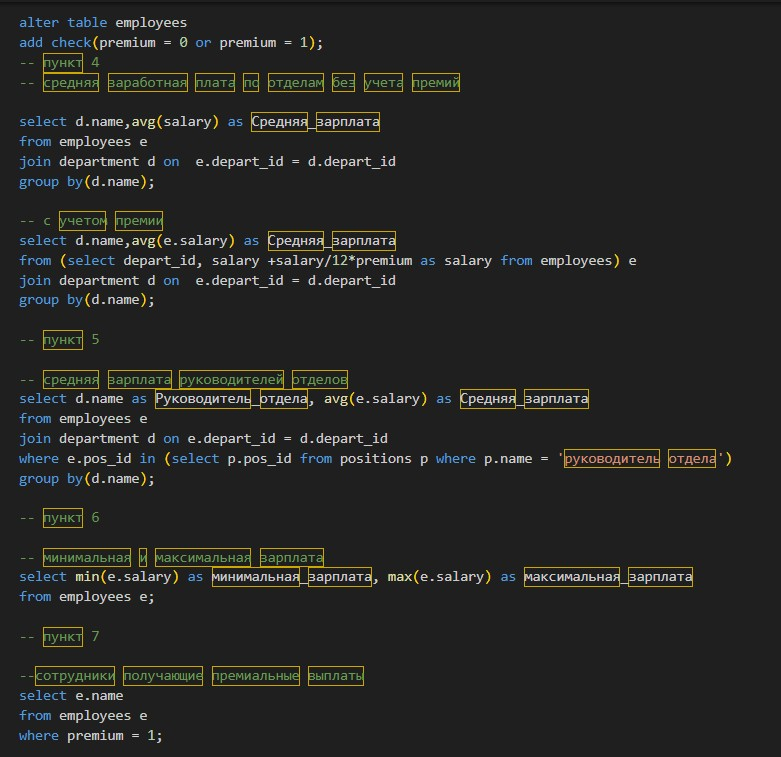 alter table employees
add check(premium = 0 or premium = 1);
-- пункт 4
-- средняя заработная плата по отделам без учета премий
select d.name,avg(salary) as Средняя_зарплата
from employees e
join department d on  e.depart_id = d.depart_id
group by(d.name);
-- с учетом премии
select d.name,avg(e.salary) as Средняя_зарплата
from (select depart_id, salary +salary/12*premium as salary from employees) e
join department d on  e.depart_id = d.depart_id
group by(d.name);
-- пункт 5
-- средняя зарплата руководителей отделов
select d.name as Руководитель_отдела, avg(e.salary) as Средняя_зарплата
from employees e
join department d on e.depart_id = d.depart_id
where e.pos_id in (select p.pos_id from positions p where p.name = 'руководитель отдела')
group by(d.name);
-- пункт 6
-- минимальная и максимальная зарплата
select min(e.salary) as минимальная_зарплата, max(e.salary) as максимальная_зарплата
from employees e;
-- пункт 7
--сотрудники получающие премиальные выплаты
select e.name
from employees e
where premium = 1;